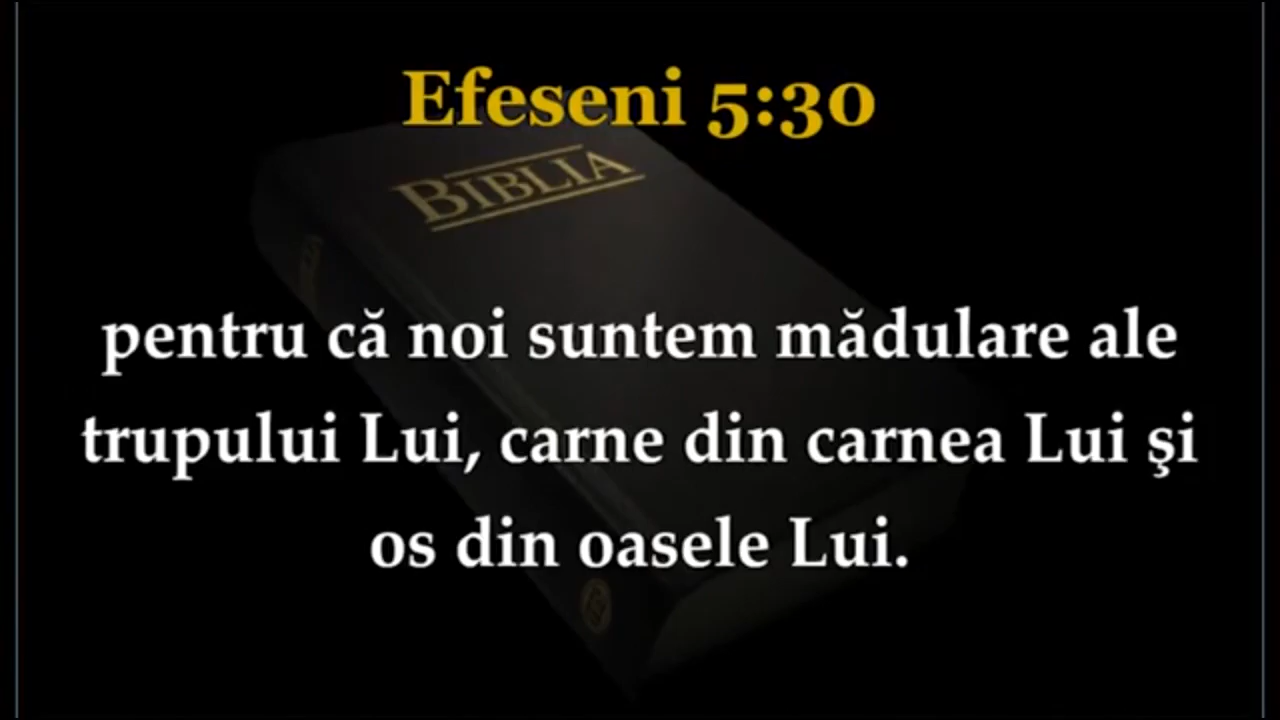 Efeseni 5:30
BIBLIA
pentru că noi suntem mădulare ale
trupului Lui, carne din carnea Lui şi
os din oasele Lui.